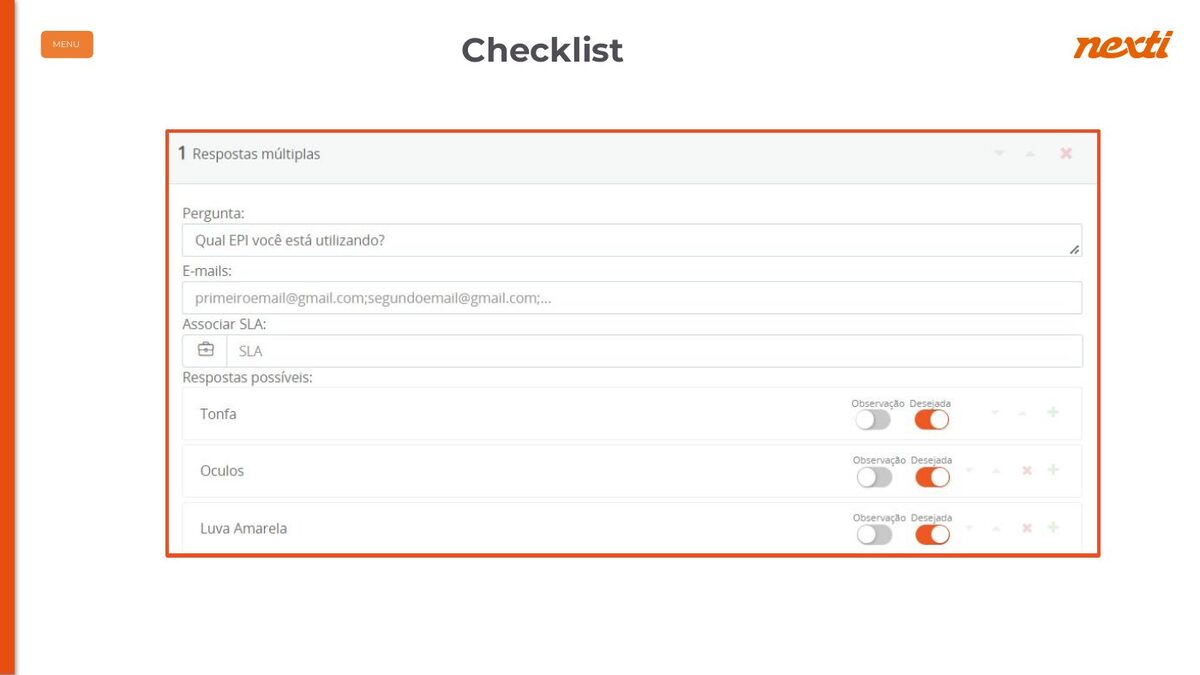 MENU
Checklist
nexti
1 Respostas múltiplas
Pergunta:
Qual EPI você está utilizando?
E-mails:
primeiroemail@gmail.com;segundoemail@gmail.com;...
Associar SLA:
SLA
Respostas possíveis:
Tonfa
Observação Desejada
Oculos
Observação Desejada
Luva Amarela
Observação Desejada